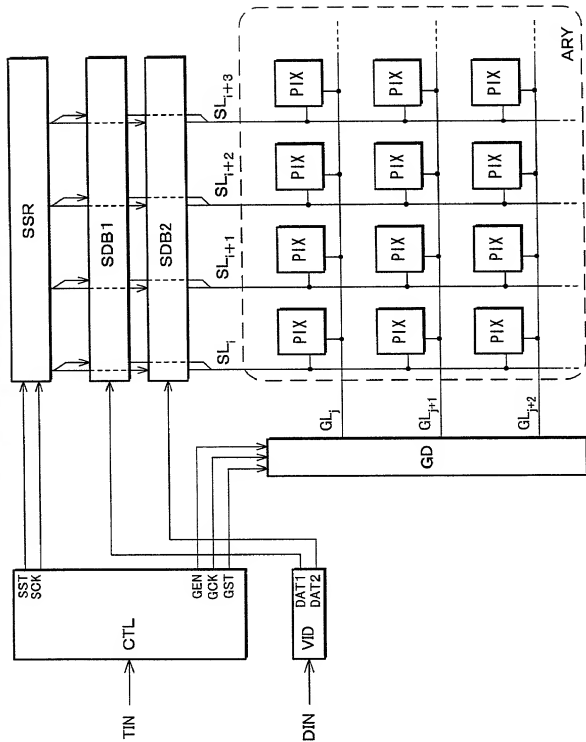 TIN
CTL
SST
SCK
GEN
GCK
GST
DIN
VID
DAT1
DAT2
SSR
SDB1
SDB2
GD
SLi
SLi+1
SLi+2
SLi+3
GLj
GLj+1
GLj+2
PIX
PIX
PIX
PIX
PIX
PIX
PIX
PIX
PIX
PIX
PIX
PIX
ARY